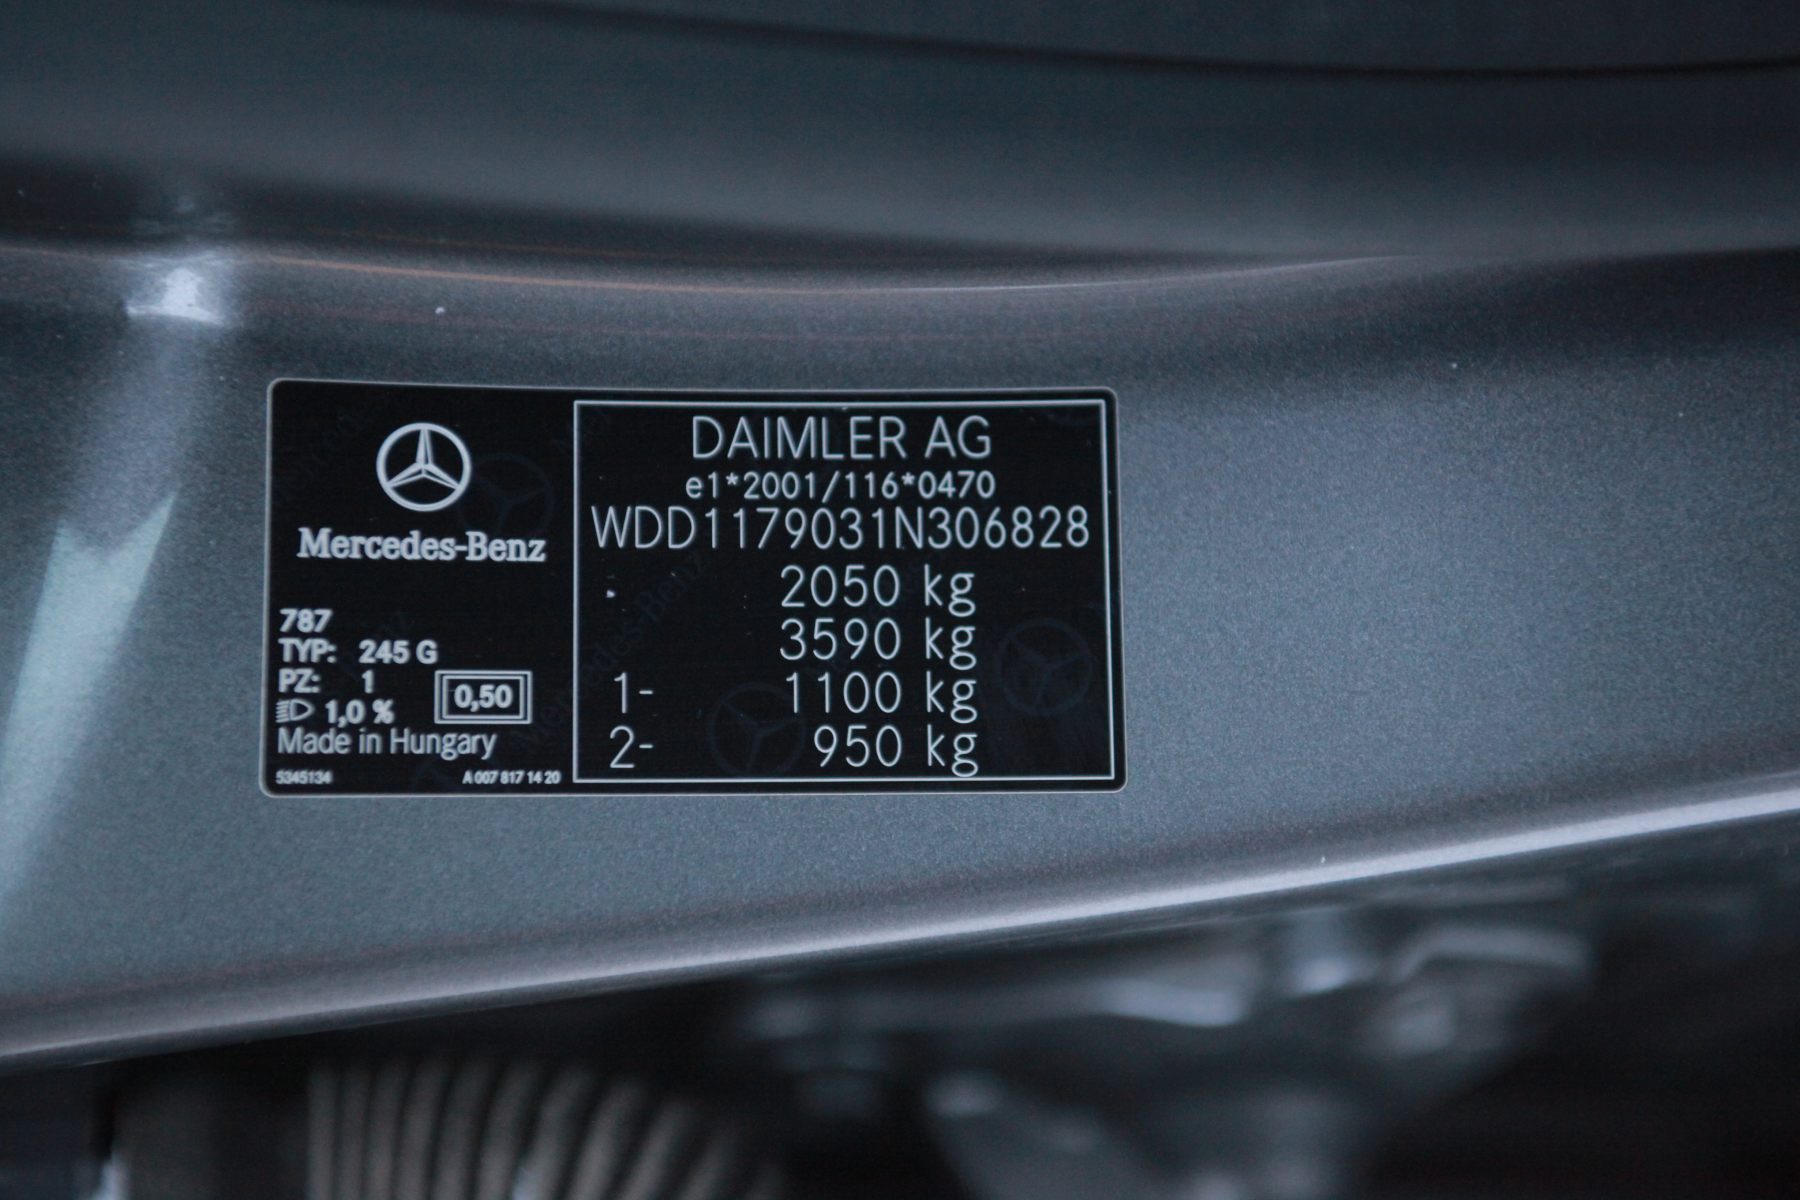 Mercedes-Benz
787
TYP: 245 G
PZ: 1
1,0 %
0,50
Made in Hungary
5345134
A 007 817 14 20
DAIMLER AG
e1*2001/116*0470
WDD1179031N306828
2050 kg
3590 kg
1- 1100 kg
2- 950 kg